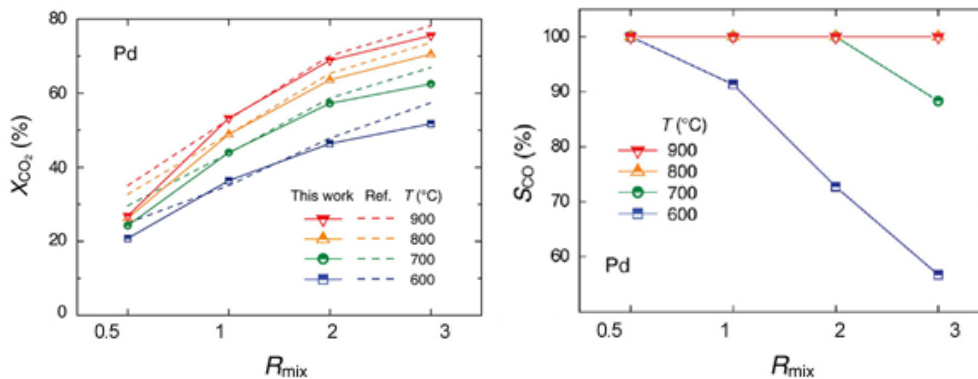 80
60
40
20
0
Pd
X_CO₂ (%)
This work Ref. T (°C)
900
800
700
600
0.5 1 2 3
R_mix
100
90
80
70
60
S_CO (%)
T (°C)
900
800
700
600
Pd
0.5 1 2 3
R_mix